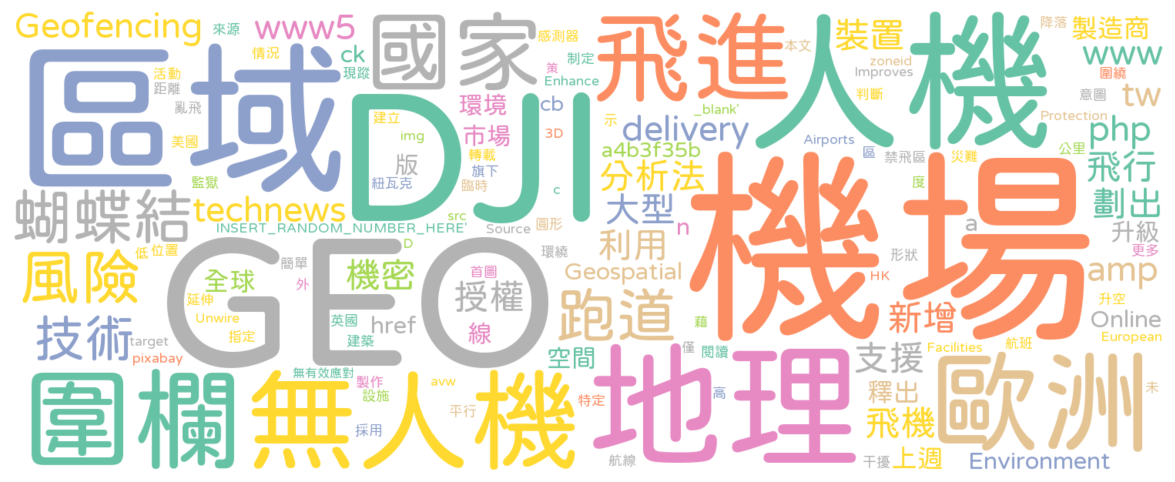 Geofencing 來源 www5 國家 感測器 飛進 人機 本文 裝置 降落 製造商
情況 ck 現蹤 制定 策 Enhance zoneid Improves www 圍繞
區域 活動 距離 亂飛 DJI 環境 cb _blank' 判斷 意圖 tw
美國 建立 img 市場 3D 示 delivery Airports Protection php
監獄 版 轉載 旗下 a4b3f35b 區 禁飛區 災難 公里 飛行
紐瓦克 臨時 c 分析法 機場 度 劃出
蝴蝶結 technews src 圓形 大型 n a 升級
INSERT_RANDOM_NUMBER_HERE' Source 利用 形狀 更多
風險 低 位置 GEO D 簡單 環繞 Geospatial HK amp
全球 外 機密 首圖 授權 跑道 藉 新增 升空
延伸 Unwire 指定 英國 href 線 Online
技術 target pixabay 建築 空間 僅 閱讀 支援 Facilities 航班 European
圍欄 無人機 無有效應對 製作 設施 avw 特定 地理 高 釋出 歐洲 未
採用 平行 航線 飛機
干擾 上週 Environment